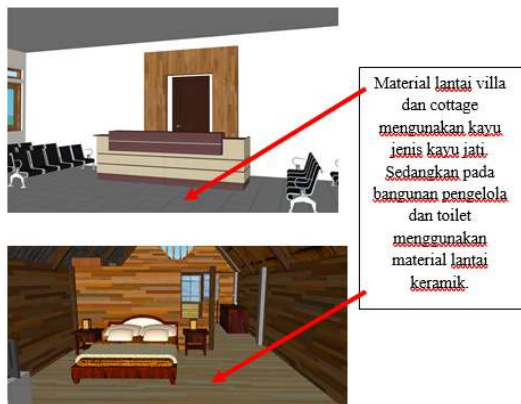 Material lantai villa
dan cottage
mengunakan kayu
jenis kayu jati.
Sedangkan pada
bangunan pengelola
dan toilet
menggunakan
material lantai
keramik.